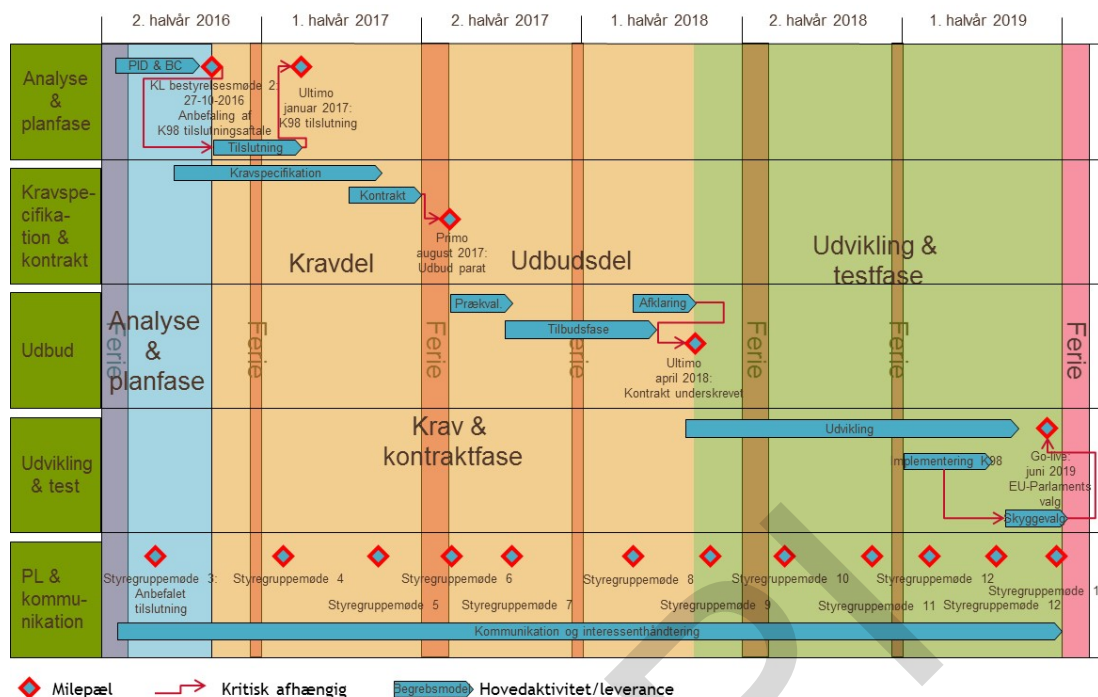 2. halvår 2016
1. halvår 2017
2. halvår 2017
1. halvår 2018
2. halvår 2018
1. halvår 2019
Analyse
&
planfase
PID & BC
KL bestyrelsesmøde 2:
27-10-2016
Anbefaling af
K98 tilslutningsaftale
Ultimo
januar 2017:
K98 tilslutning
Tilslutning
Kravspe-
cifika-
tion &
kontrakt
Kravspecifikation
Kontrakt
Primo
august 2017:
Udbud parat
Kravdel
Udbudsdel
Udvikling &
testfase
Udbud
Analyse
&
planfase
Ferie
Ferie
Ferie
Ferie
Ferie
Ferie
Ferie
Prækval.
Tilbudsfase
Afklaring
Ultimo
april 2018:
Kontrakt underskrevet
Krav &
kontraktfase
Udvikling
& test
Udvikling
Implementering K98
Skyggevalg
Go-live:
juni 2019
EU-Parlaments
valg
PL &
kommu-
nikation
Styregruppemøde 3:
Anbefalet
tilslutning
Styregruppemøde 4
Styregruppemøde 5
Styregruppemøde 6
Styregruppemøde 7
Styregruppemøde 8
Styregruppemøde 9
Styregruppemøde 10
Styregruppemøde 11
Styregruppemøde 12
Styregruppemøde 12
Styregruppemøde 1
Kommunikation og interessenthåndtering
Milepæl
Kritisk afhængig
Begrebsmodel
Hovedaktivitet/leverance